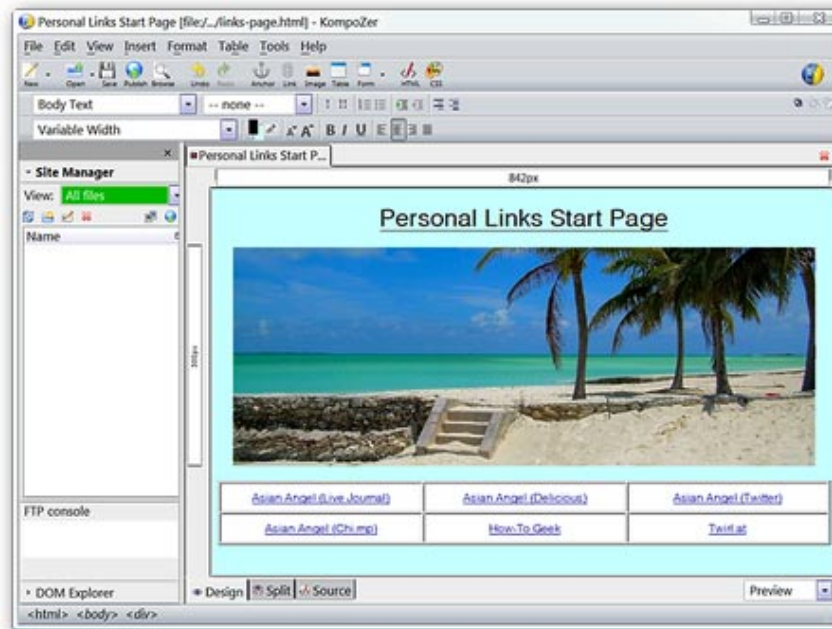 Personal Links Start Page [file:/.../links-page.html] - KompoZer
File Edit View Insert Format Table Tools Help
New Open Save Publish Browse Undo Redo Anchor Link Image Table Form HTML CSS
Body Text -- none --
Variable Width B I U
Personal Links Start P...
Site Manager
View: All files
Name
842px
Personal Links Start Page
Asian Angel (Live Journal) Asian Angel (Delicious) Asian Angel (Twitter)
Asian Angel (Chi.mp) How-To Geek Twirl.at
FTP console
DOM Explorer
Design Split Source Preview
<html> <body> <div>